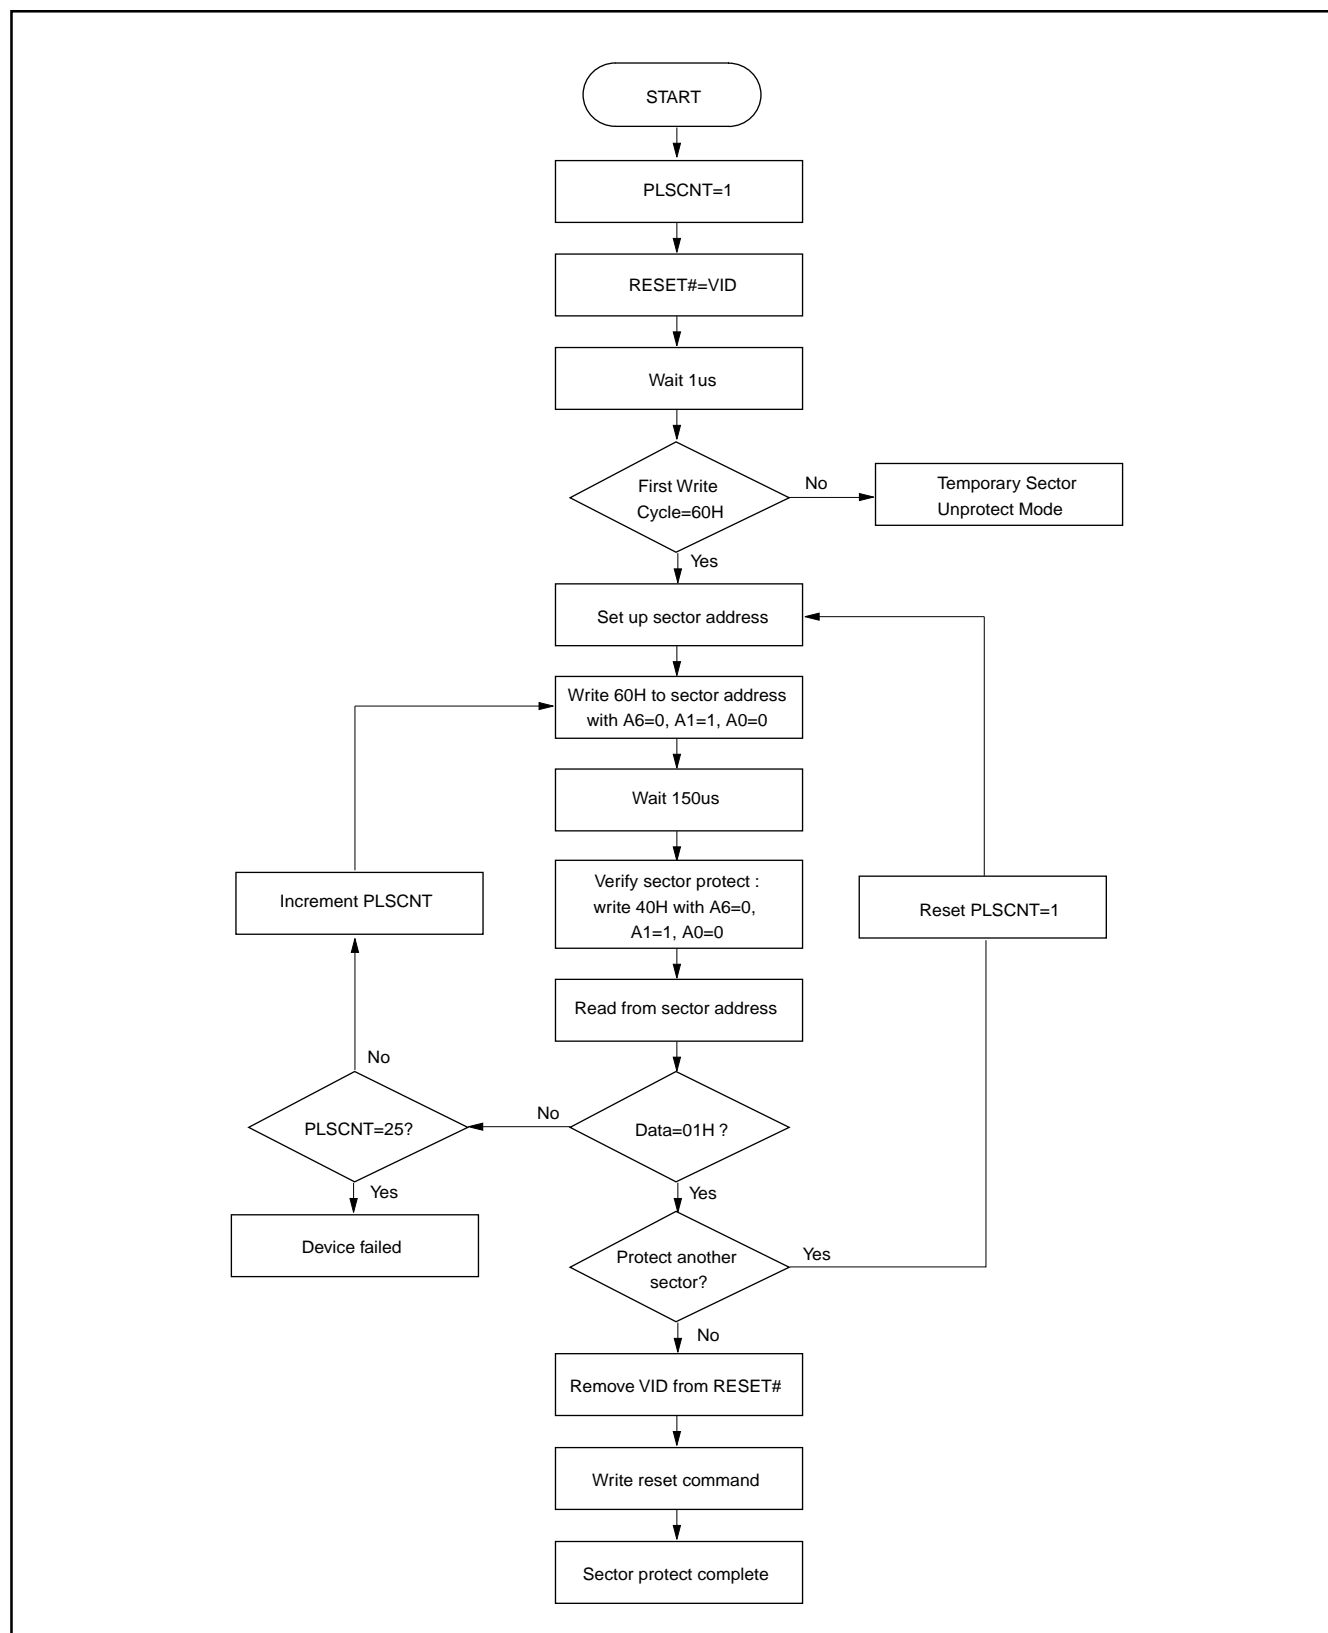 START
PLSCNT=1
RESET#=VID
Wait 1us
First Write
Cycle=60H
No
Temporary Sector
Unprotect Mode
Yes
Set up sector address
Write 60H to sector address
with A6=0, A1=1, A0=0
Wait 150us
Verify sector protect :
write 40H with A6=0,
A1=1, A0=0
Increment PLSCNT
Reset PLSCNT=1
Read from sector address
No
PLSCNT=25?
No
Data=01H ?
Yes
Yes
Device failed
Protect another
sector?
Yes
No
Remove VID from RESET#
Write reset command
Sector protect complete